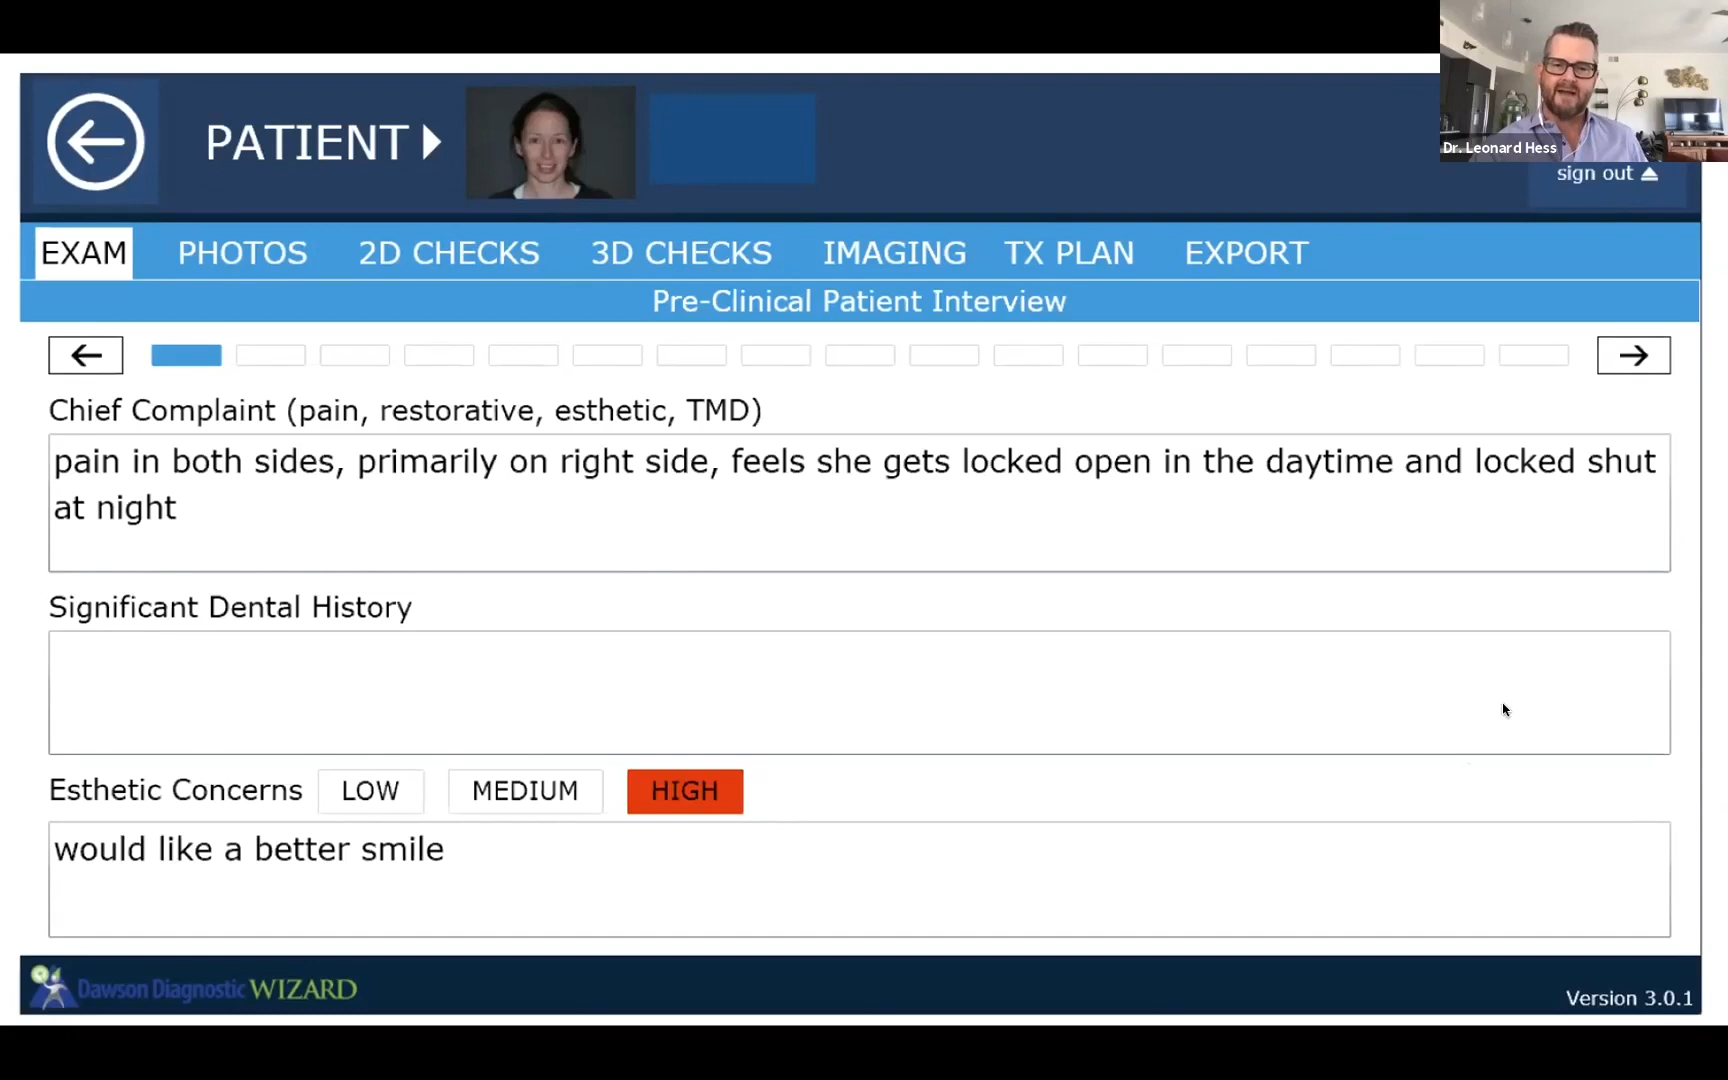 PATIENT
Dr. Leonard Hess
sign out
EXAM PHOTOS 2D CHECKS 3D CHECKS IMAGING TX PLAN EXPORT
Pre-Clinical Patient Interview
Chief Complaint (pain, restorative, esthetic, TMD)
pain in both sides, primarily on right side, feels she gets locked open in the daytime and locked shut
at night
Significant Dental History
Esthetic Concerns LOW MEDIUM HIGH
would like a better smile
Dawson Diagnostic WIZARD
Version 3.0.1